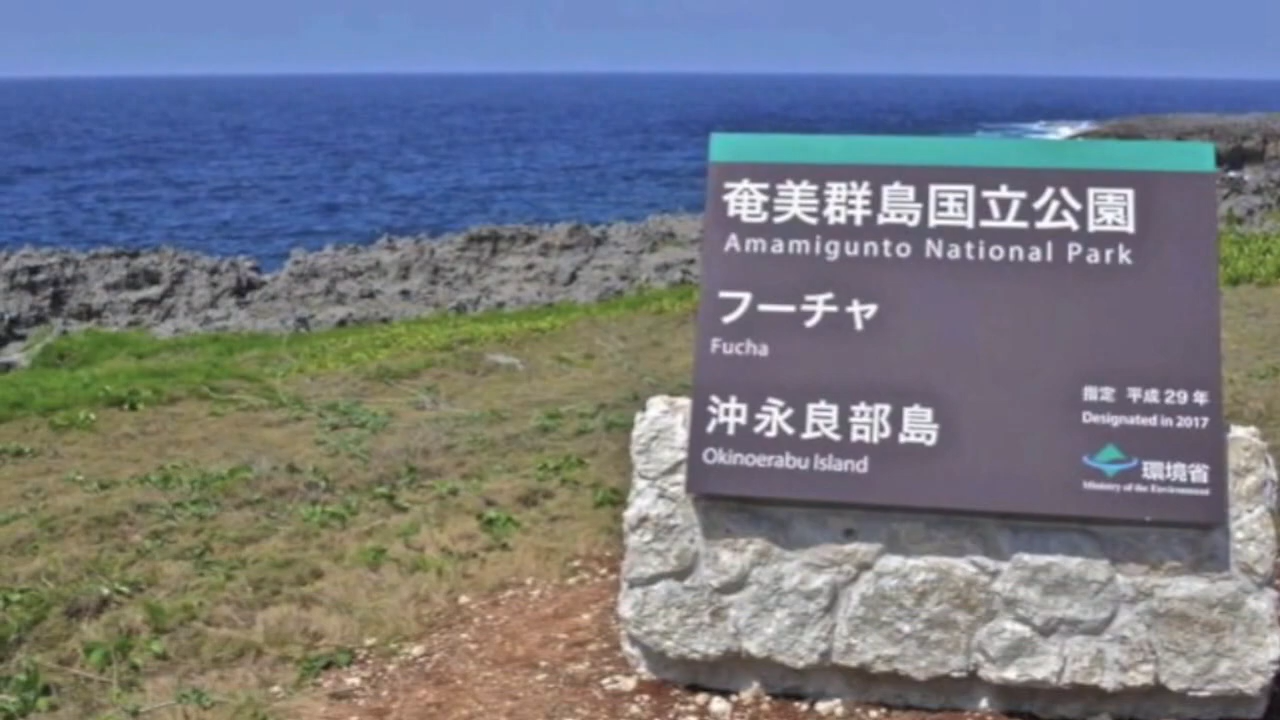 奄美群島国立公園
Amamigunto National Park
フーチャ
Fucha
沖永良部島
Okinoerabu Island
指定 平成29年
Designated in 2017
環境省
Ministry of the Environment